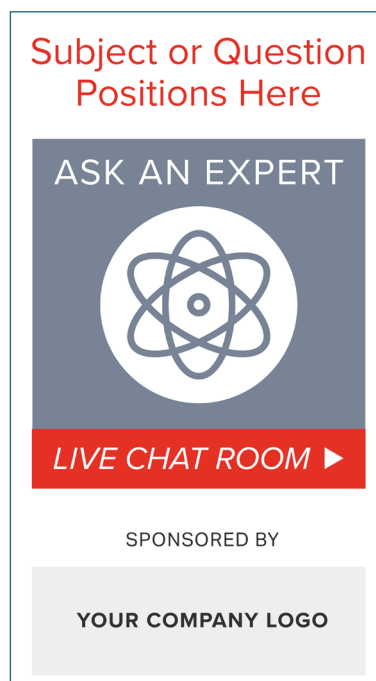 Subject or Question
Positions Here
ASK AN EXPERT
LIVE CHAT ROOM
SPONSORED BY
YOUR COMPANY LOGO